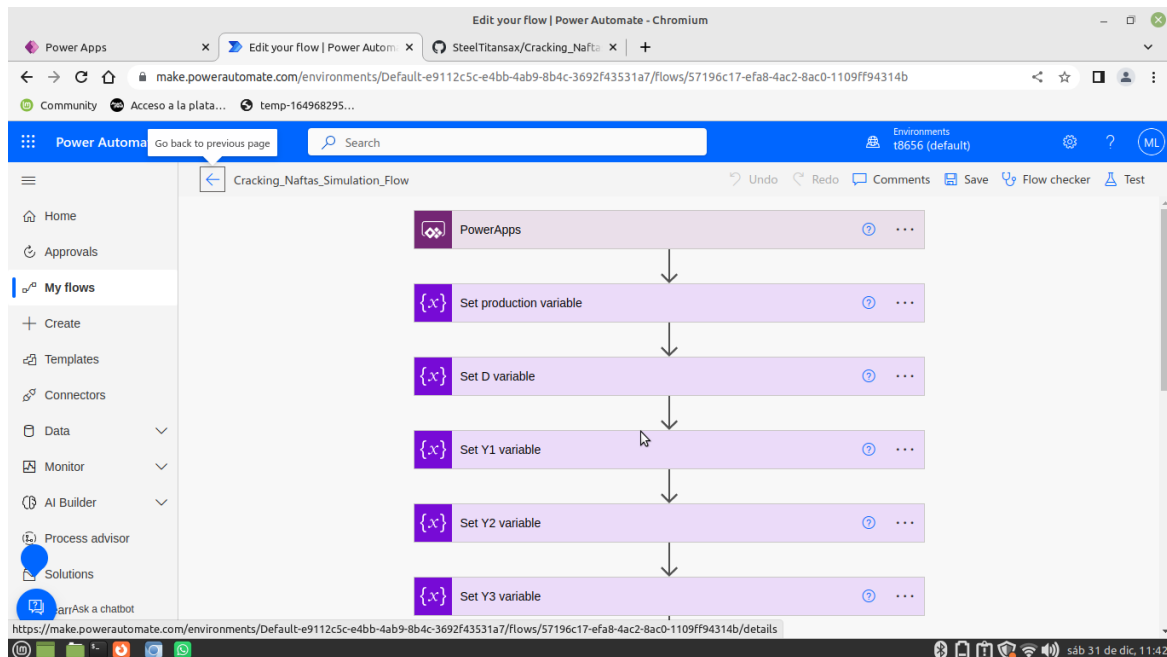 Edit your flow | Power Automate - Chromium
Power Apps
Edit your flow | Power Autom
SteelTitansax/Cracking_Nafta
make.powerautomate.com/environments/Default-e9112c5c-e4bb-4ab9-8b4c-3692f43531a7/flows/57196c17-efa8-4ac2-8ac0-1109ff94314b
Community
Acceso a la plata...
temp-164968295...
Power Automa
Go back to previous page
Search
Environments
t8656 (default)
?
ML
Cracking_Naftas_Simulation_Flow
Undo
Redo
Comments
Save
Flow checker
Test
Home
Approvals
My flows
Create
Templates
Connectors
Data
Monitor
AI Builder
Process advisor
Solutions
earr
Ask a chatbot
PowerApps
{x} Set production variable
{x} Set D variable
{x} Set Y1 variable
{x} Set Y2 variable
{x} Set Y3 variable
https://make.powerautomate.com/environments/Default-e9112c5c-e4bb-4ab9-8b4c-3692f43531a7/flows/57196c17-efa8-4ac2-8ac0-1109ff94314b/details
sáb 31 de dic, 11:42